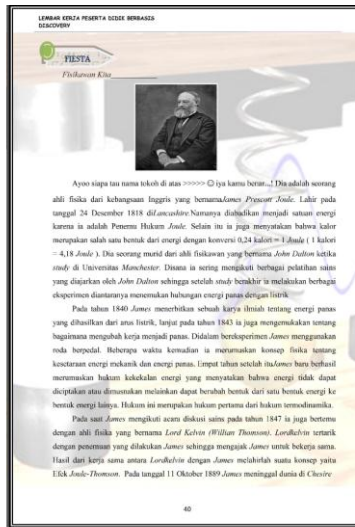 LEMBAR KERJA PESERTA DIDIK BERBASIS
DISCOVERY
FIESTA
Fisikawan Kita
Ayoo siapa tau nama tokoh di atas >>>>> ☺ iya kamu benar...! Dia adalah seorang
ahli fisika dari kebangsaan Inggris yang bernamaJames Prescott Joule. Lahir pada
tanggal 24 Desember 1818 diLancashire.Namanya diabadikan menjadi satuan energi
karena ia adalah Penemu Hukum Joule. Selain itu ia juga menyatakan bahwa kalor
merupakan salah satu bentuk dari energi dengan konversi 0,24 kalori = 1 Joule ( 1 kalori
= 4,18 Joule ). Dia seorang murid dari ahli fisikawan yang bernama John Dalton ketika
study di Universitas Manchester. Disana ia sering mengikuti berbagai pelatihan sains
yang diajarkan oleh John Dalton sehingga setelah study berakhir ia melakukan berbagai
eksperimen diantaranya menemukan hubungan energi panas dengan listrik
Pada tahun 1840 James menerbitkan sebuah karya ilmiah tentang energi panas
yang dihasilkan dari arus listrik, lanjut pada tahun 1843 ia juga mengemukakan tentang
bagaimana mengubah kerja menjadi panas. Didalam bereksperimen James menggunakan
roda berpedal. Beberapa waktu kemudian ia merumuskan konsep fisika tentang
kesetaraan energi mekanik dan energi panas. Empat tahun setelah ituJames baru berhasil
merumuskan hukum kekekalan energi yang menyatakan bahwa energi tidak dapat
diciptakan atau dimusnakan melainkan dapat berubah bentuk dari satu bentuk energi ke
bentuk energi lainya. Hukum ini merupakan hukum pertama dari hukum termodinamika.
Pada saat James mengikuti acara diskusi sains pada tahun 1847 ia juga bertemu
dengan ahli fisika yang bernama Lord Kelvin (Willian Thomson). Lordkelvin tertarik
dengan penemuan yang dilakukan James sehingga mengajak James untuk bekerja sama.
Hasil dari kerja sama antara Lordkelvin dengan James melahirlah suatu konsep yaitu
Efek Joule-Thomson. Pada tanggal 11 Oktober 1889 James meninggal dunia di Chesire
40